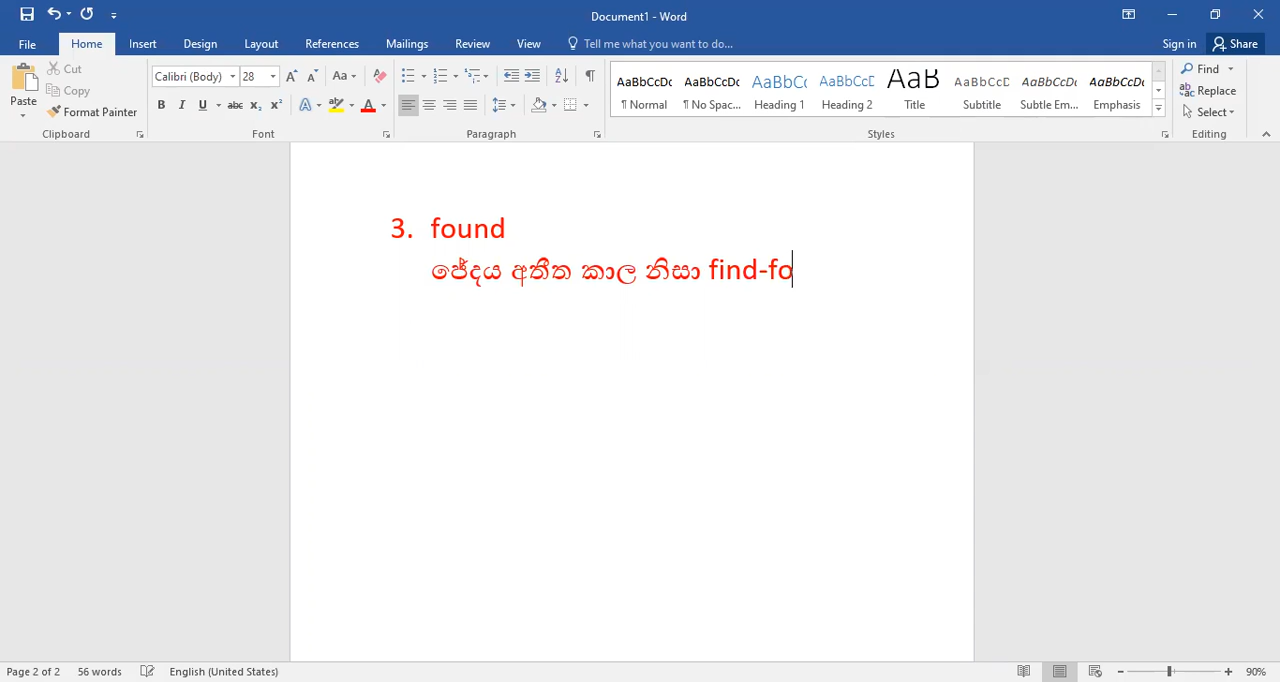 Document1 - Word
File Home Insert Design Layout References Mailings Review View Tell me what you want to do... Sign in Share
Paste Cut Copy Format Painter
Clipboard
Calibri (Body) 28
Font
Paragraph
AaBbCcDc AaBbCcDc AaBbCc AaBbCcD AaB AaBbCcD AaBbCcDc AaBbCcDc
¶ Normal ¶ No Spac... Heading 1 Heading 2 Title Subtitle Subtle Em... Emphasis
Styles
Find Replace Select
Editing
3. found
ඡේදය අතීත කාල නිසා find-fo
Page 2 of 2 56 words English (United States) 90%